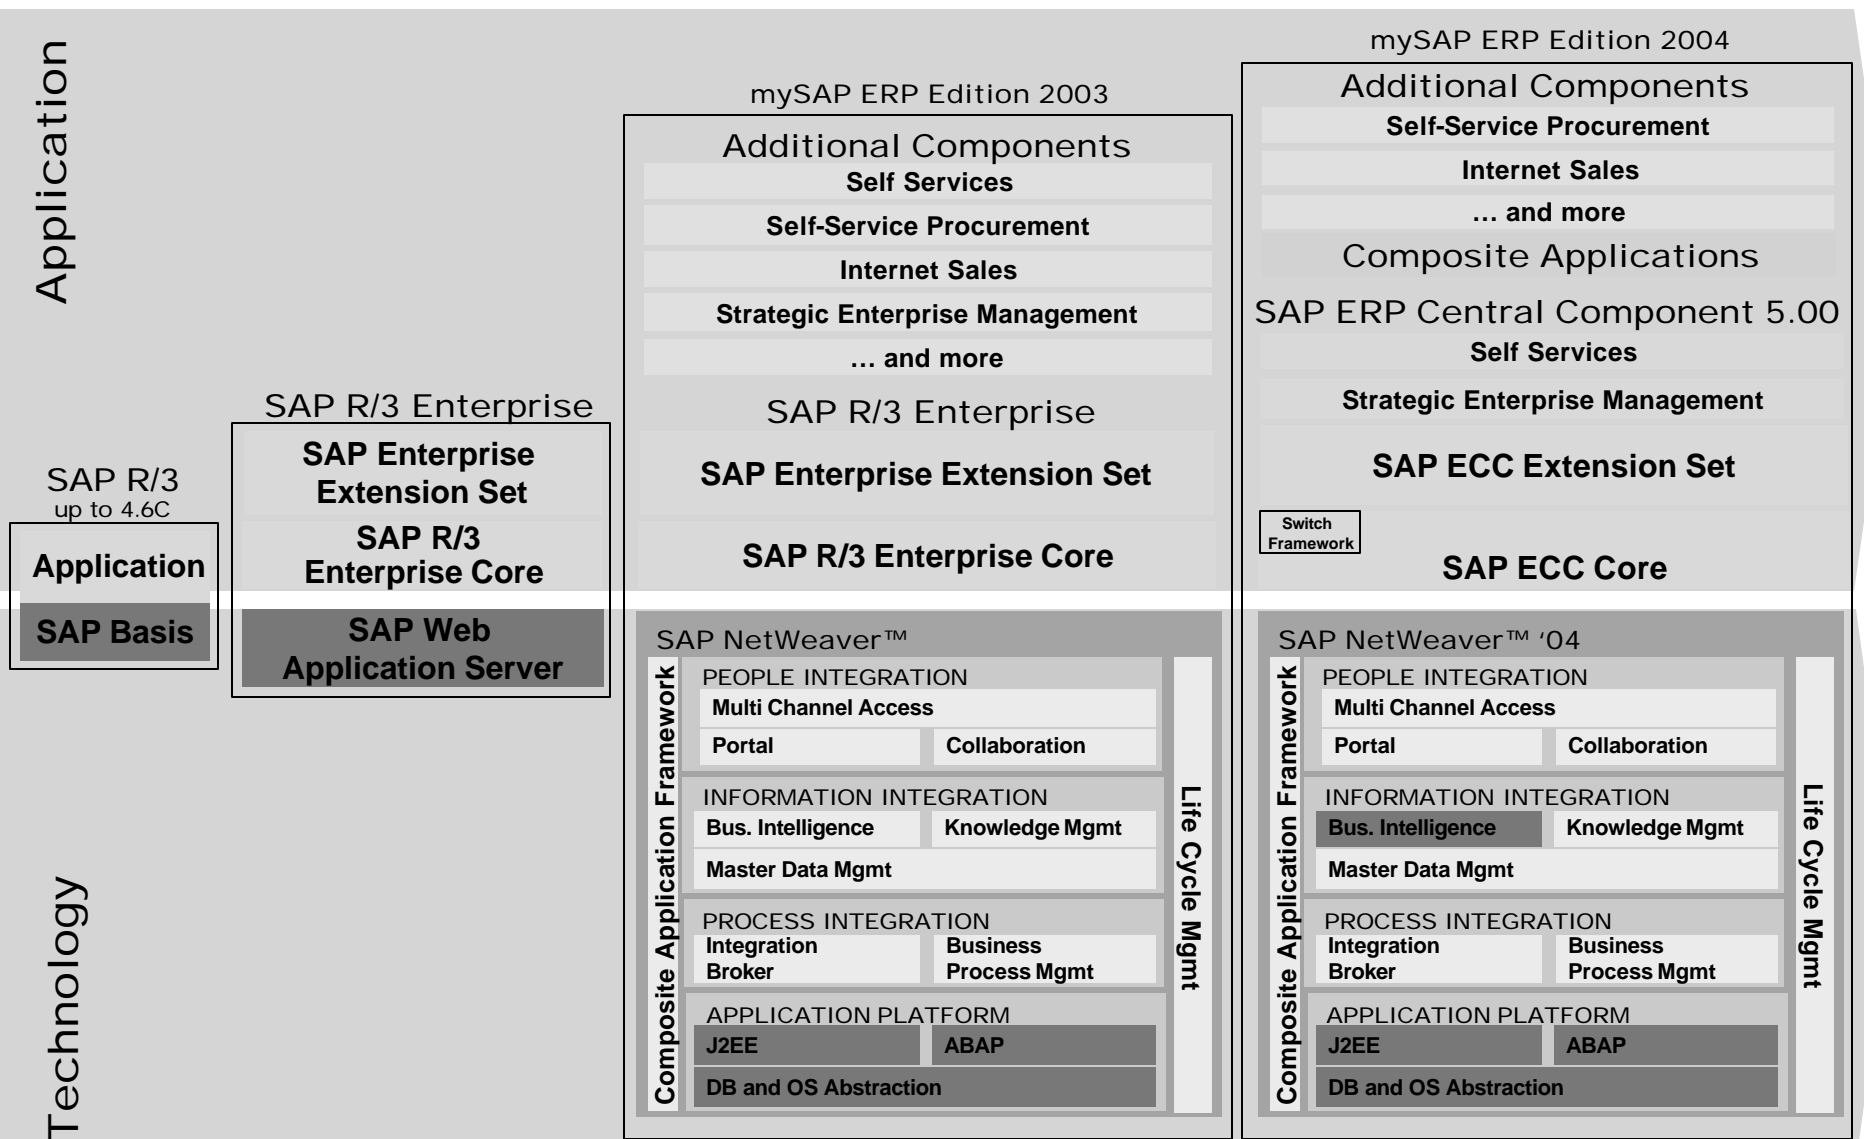 Application
Technology
SAP R/3
up to 4.6C
Application
SAP Basis
SAP R/3 Enterprise
SAP Enterprise
Extension Set
SAP R/3
Enterprise Core
SAP Web
Application Server
mySAP ERP Edition 2003
Additional Components
Self Services
Self-Service Procurement
Internet Sales
Strategic Enterprise Management
… and more
SAP R/3 Enterprise
SAP Enterprise Extension Set
SAP R/3 Enterprise Core
SAP NetWeaver™
Composite Application Framework
PEOPLE INTEGRATION
Multi Channel Access
Portal
Collaboration
INFORMATION INTEGRATION
Bus. Intelligence
Knowledge Mgmt
Master Data Mgmt
PROCESS INTEGRATION
Integration
Broker
Business
Process Mgmt
APPLICATION PLATFORM
J2EE
ABAP
DB and OS Abstraction
Life Cycle Mgmt
mySAP ERP Edition 2004
Additional Components
Self-Service Procurement
Internet Sales
… and more
Composite Applications
SAP ERP Central Component 5.00
Self Services
Strategic Enterprise Management
SAP ECC Extension Set
Switch
Framework
SAP ECC Core
SAP NetWeaver™ ‘04
Composite Application Framework
PEOPLE INTEGRATION
Multi Channel Access
Portal
Collaboration
INFORMATION INTEGRATION
Bus. Intelligence
Knowledge Mgmt
Master Data Mgmt
PROCESS INTEGRATION
Integration
Broker
Business
Process Mgmt
APPLICATION PLATFORM
J2EE
ABAP
DB and OS Abstraction
Life Cycle Mgmt